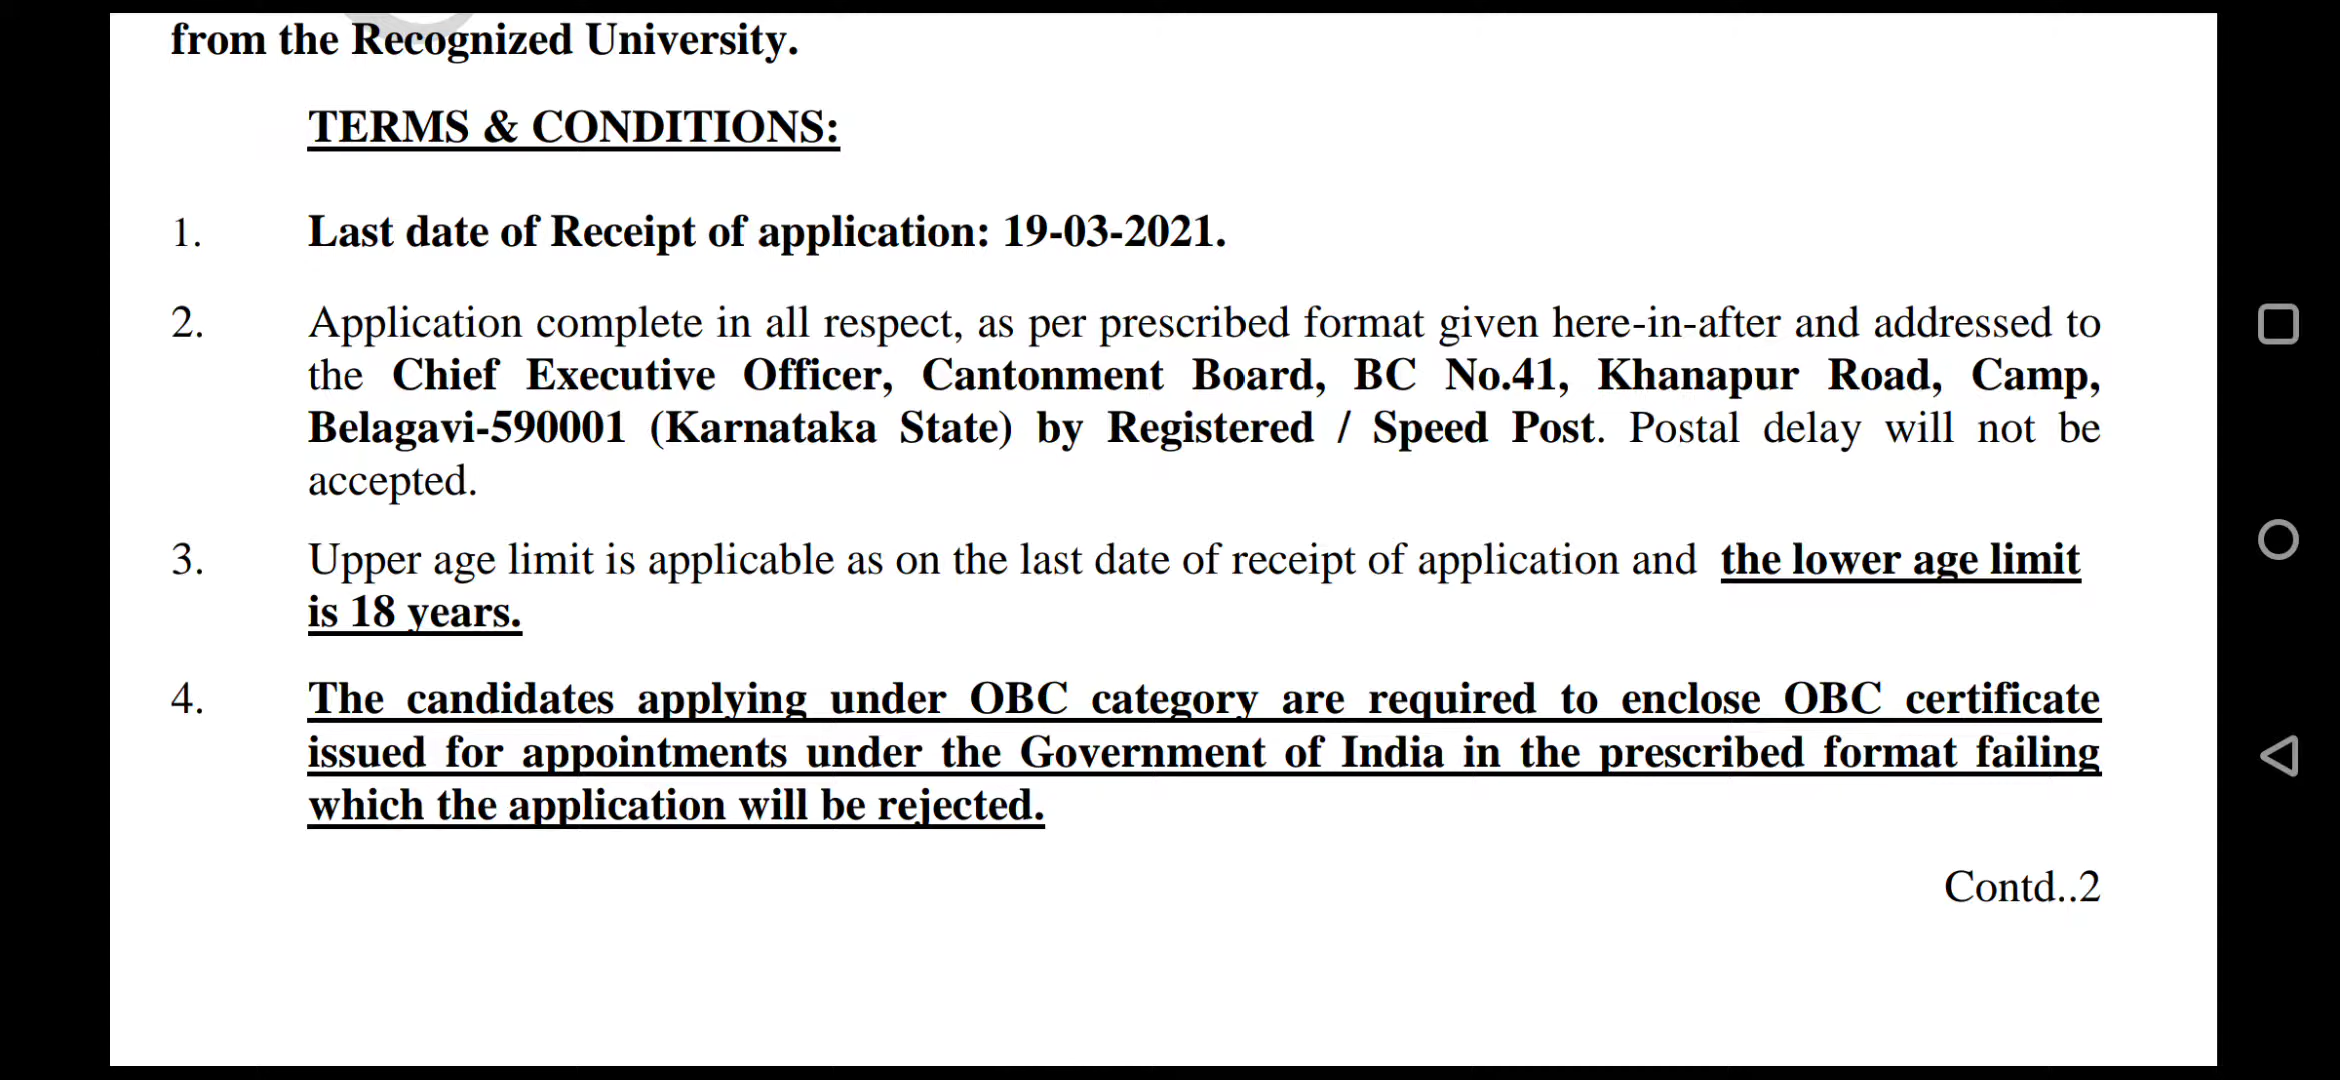 from the Recognized University.
TERMS & CONDITIONS:
1. Last date of Receipt of application: 19-03-2021.
2. Application complete in all respect, as per prescribed format given here-in-after and addressed to
the Chief Executive Officer, Cantonment Board, BC No.41, Khanapur Road, Camp,
Belagavi-590001 (Karnataka State) by Registered / Speed Post. Postal delay will not be
accepted.
3. Upper age limit is applicable as on the last date of receipt of application and the lower age limit
is 18 years.
4. The candidates applying under OBC category are required to enclose OBC certificate
issued for appointments under the Government of India in the prescribed format failing
which the application will be rejected.
Contd..2